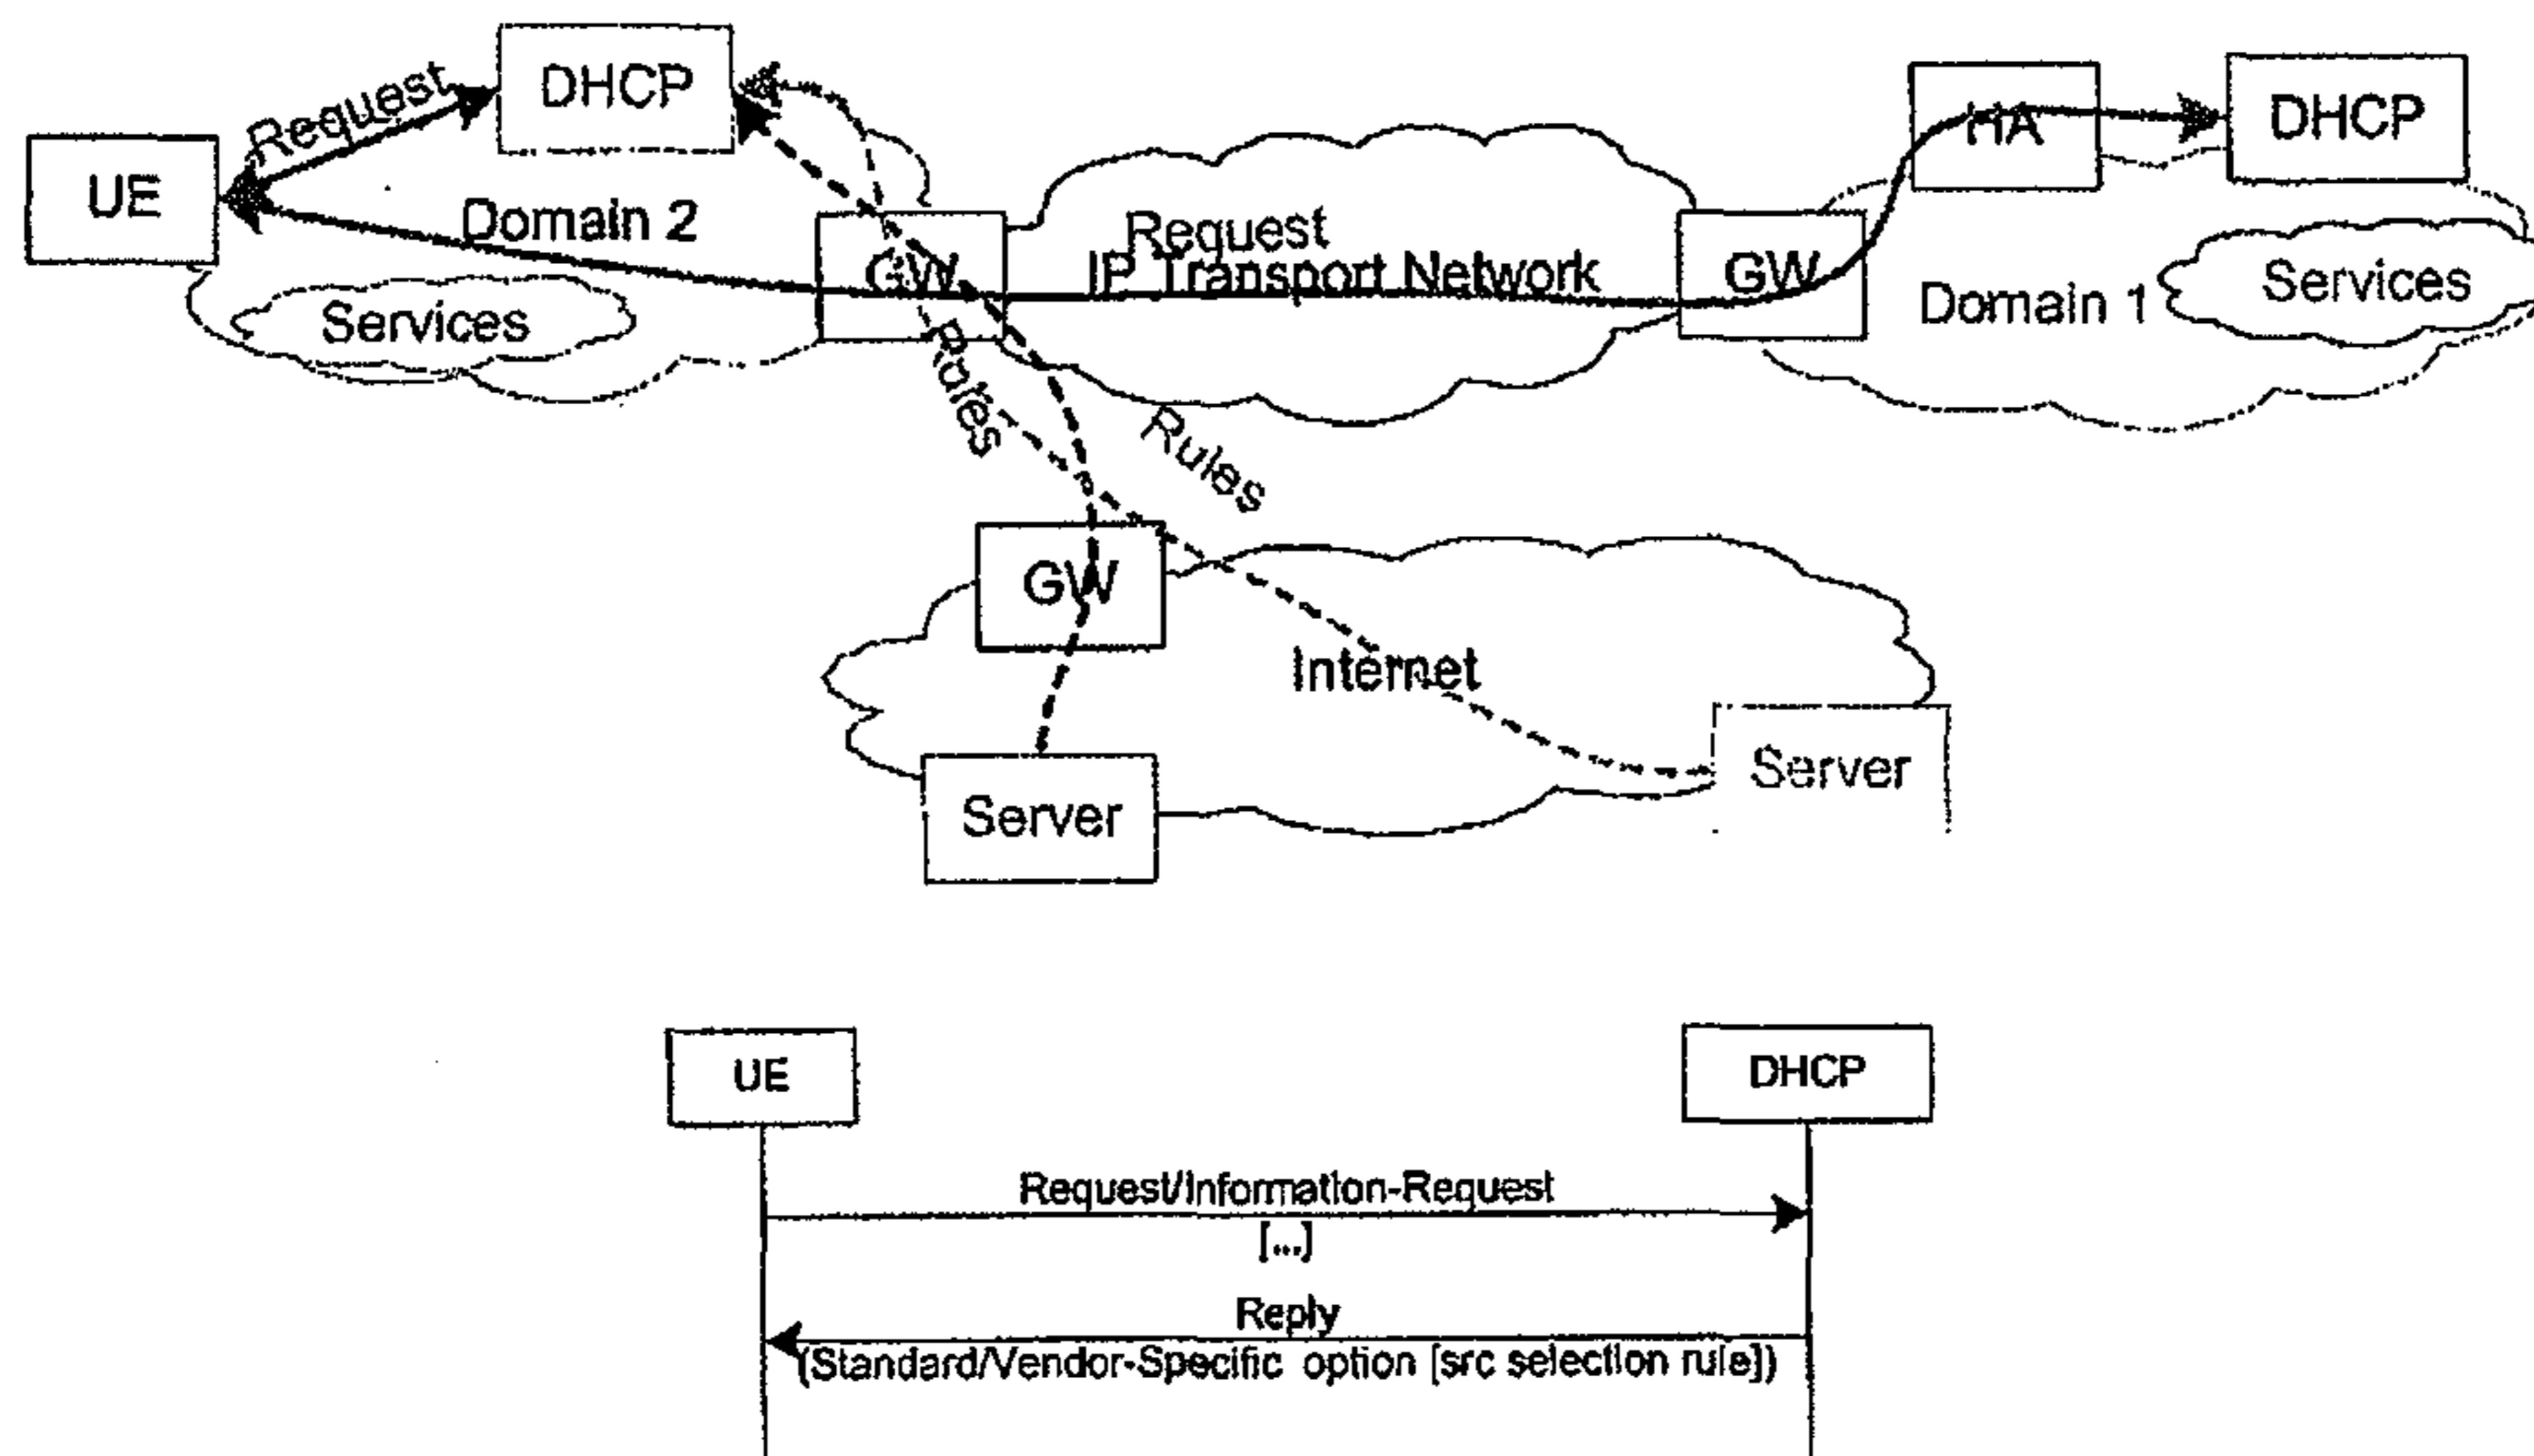 DHCP
Request
UE
HA
DHCP
Domain 2
Request
GW
IP Transport Network
GW
Services
Domain 1
Services
Rules
Rules
GW
Internet
Server
Server
UE
DHCP
Request/Information-Request
[...]
Reply
(Standard/Vendor-Specific option [src selection rule])